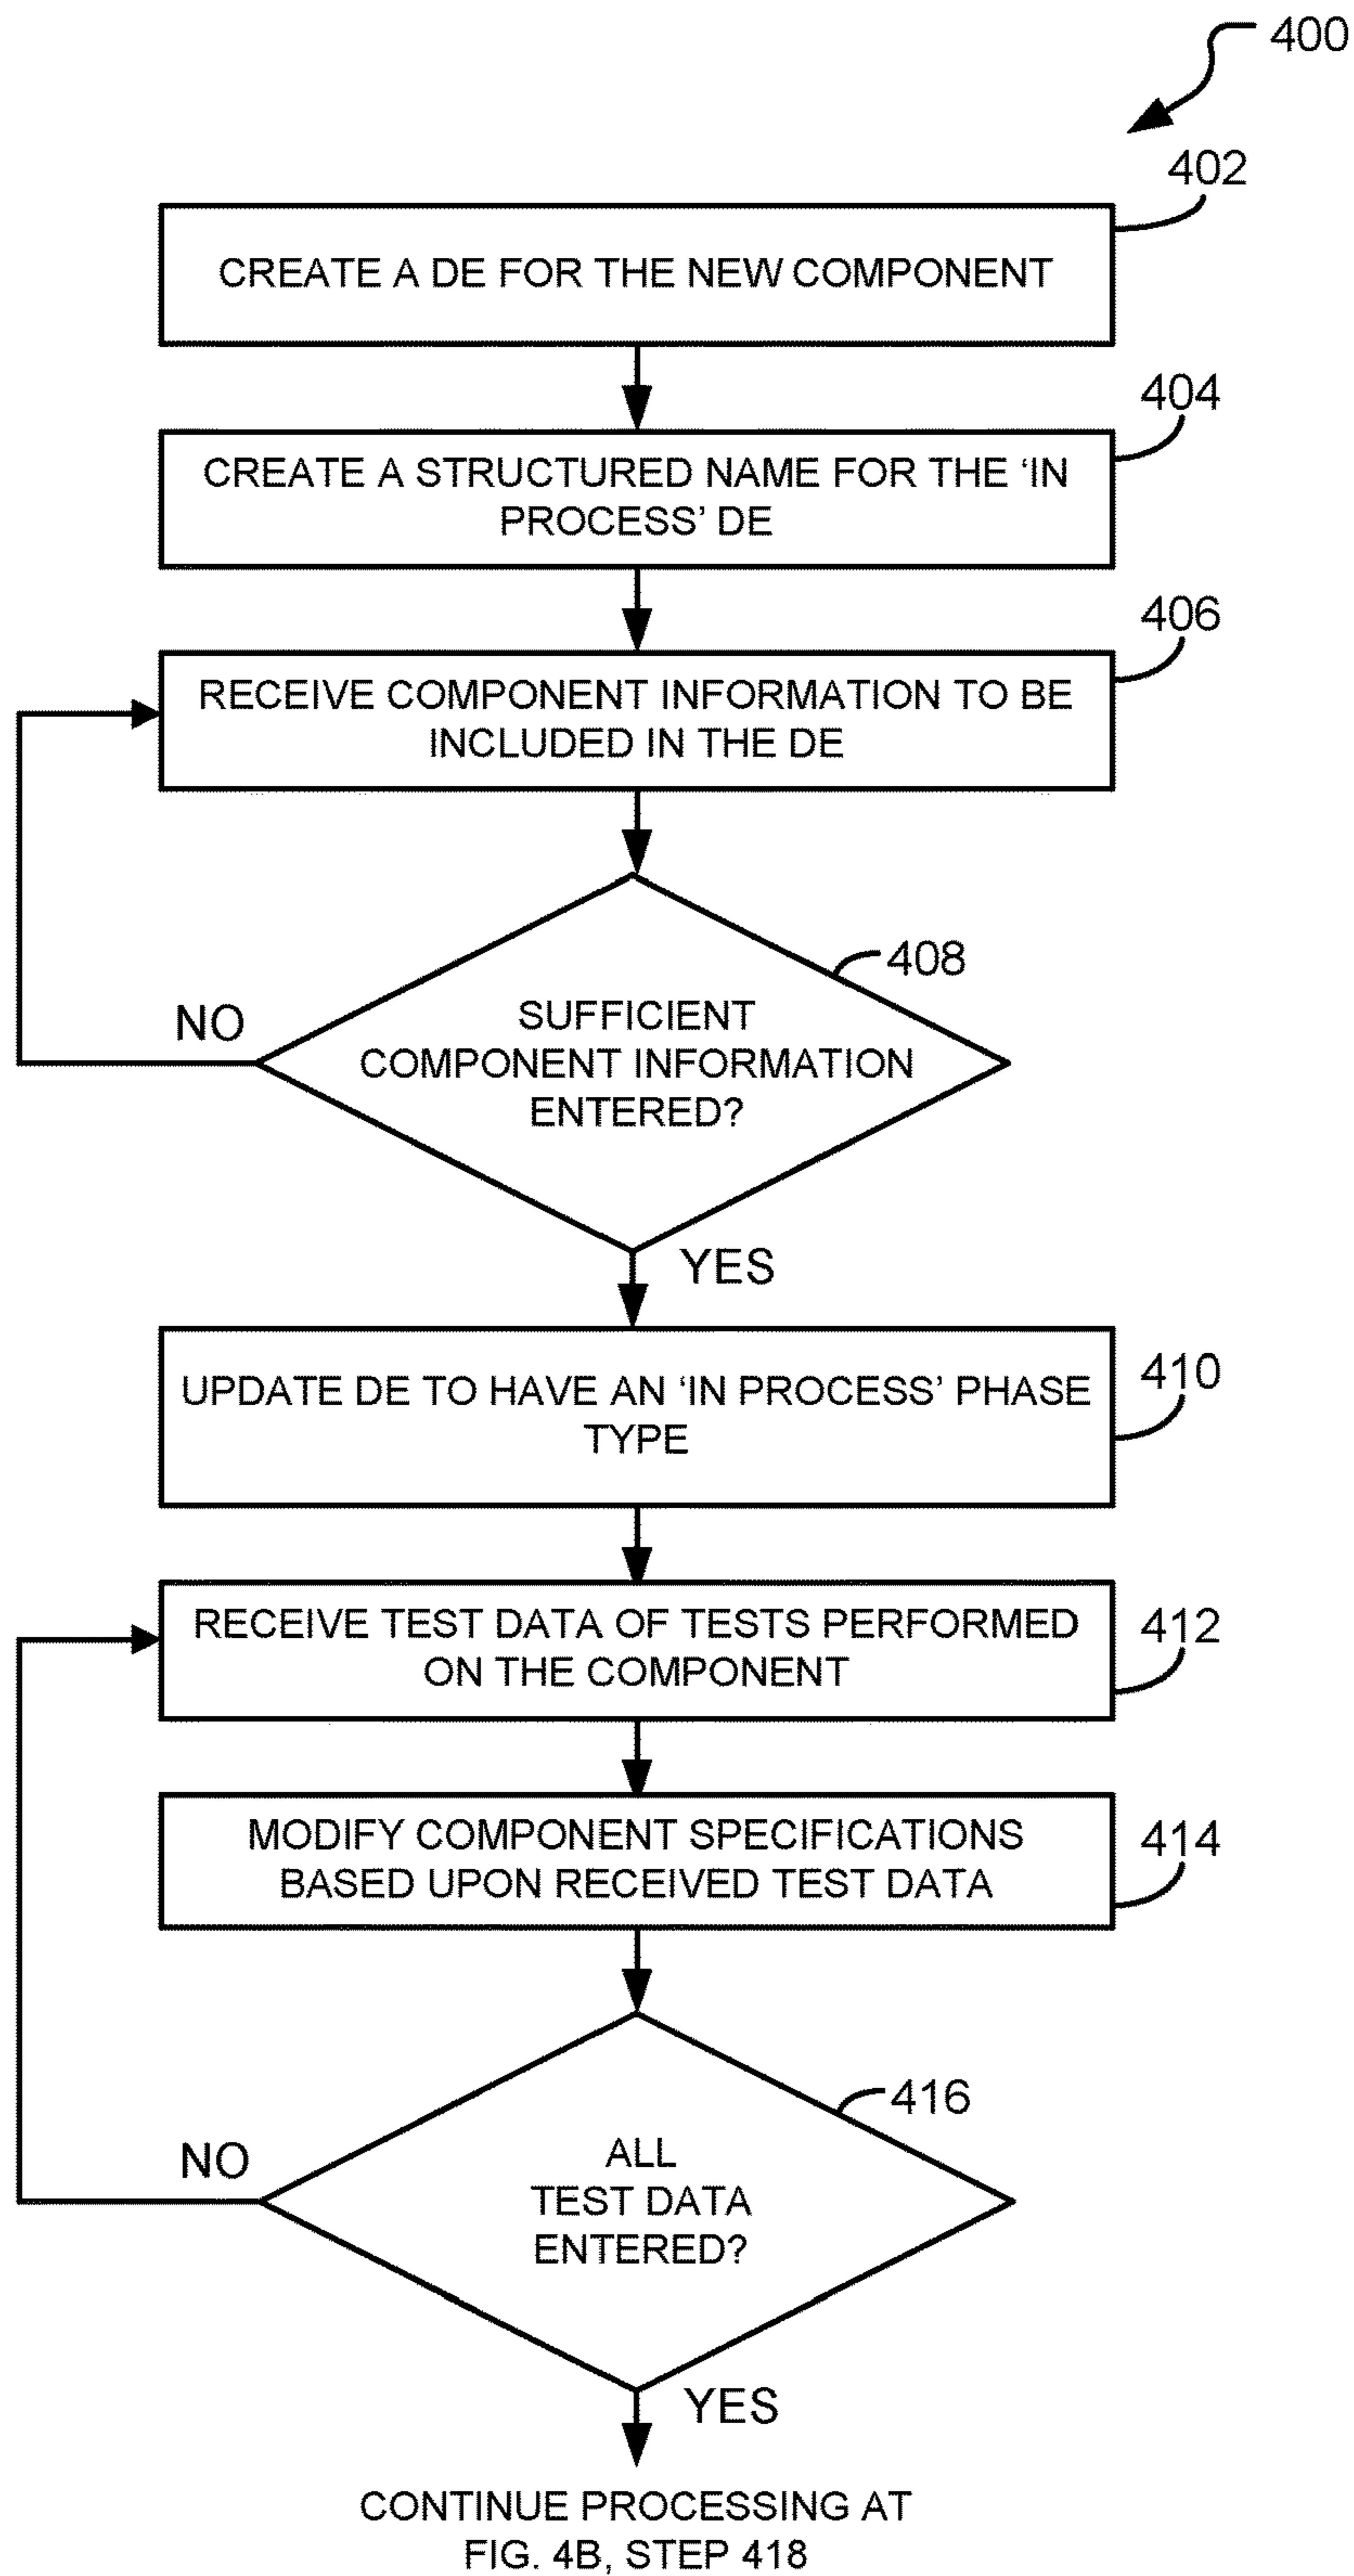 400
402
CREATE A DE FOR THE NEW COMPONENT
404
CREATE A STRUCTURED NAME FOR THE ‘IN
PROCESS’ DE
406
RECEIVE COMPONENT INFORMATION TO BE
INCLUDED IN THE DE
408
SUFFICIENT
COMPONENT INFORMATION
ENTERED?
NO
YES
410
UPDATE DE TO HAVE AN ‘IN PROCESS’ PHASE
TYPE
412
RECEIVE TEST DATA OF TESTS PERFORMED
ON THE COMPONENT
414
MODIFY COMPONENT SPECIFICATIONS
BASED UPON RECEIVED TEST DATA
416
ALL
TEST DATA
ENTERED?
NO
YES
CONTINUE PROCESSING AT
FIG. 4B, STEP 418